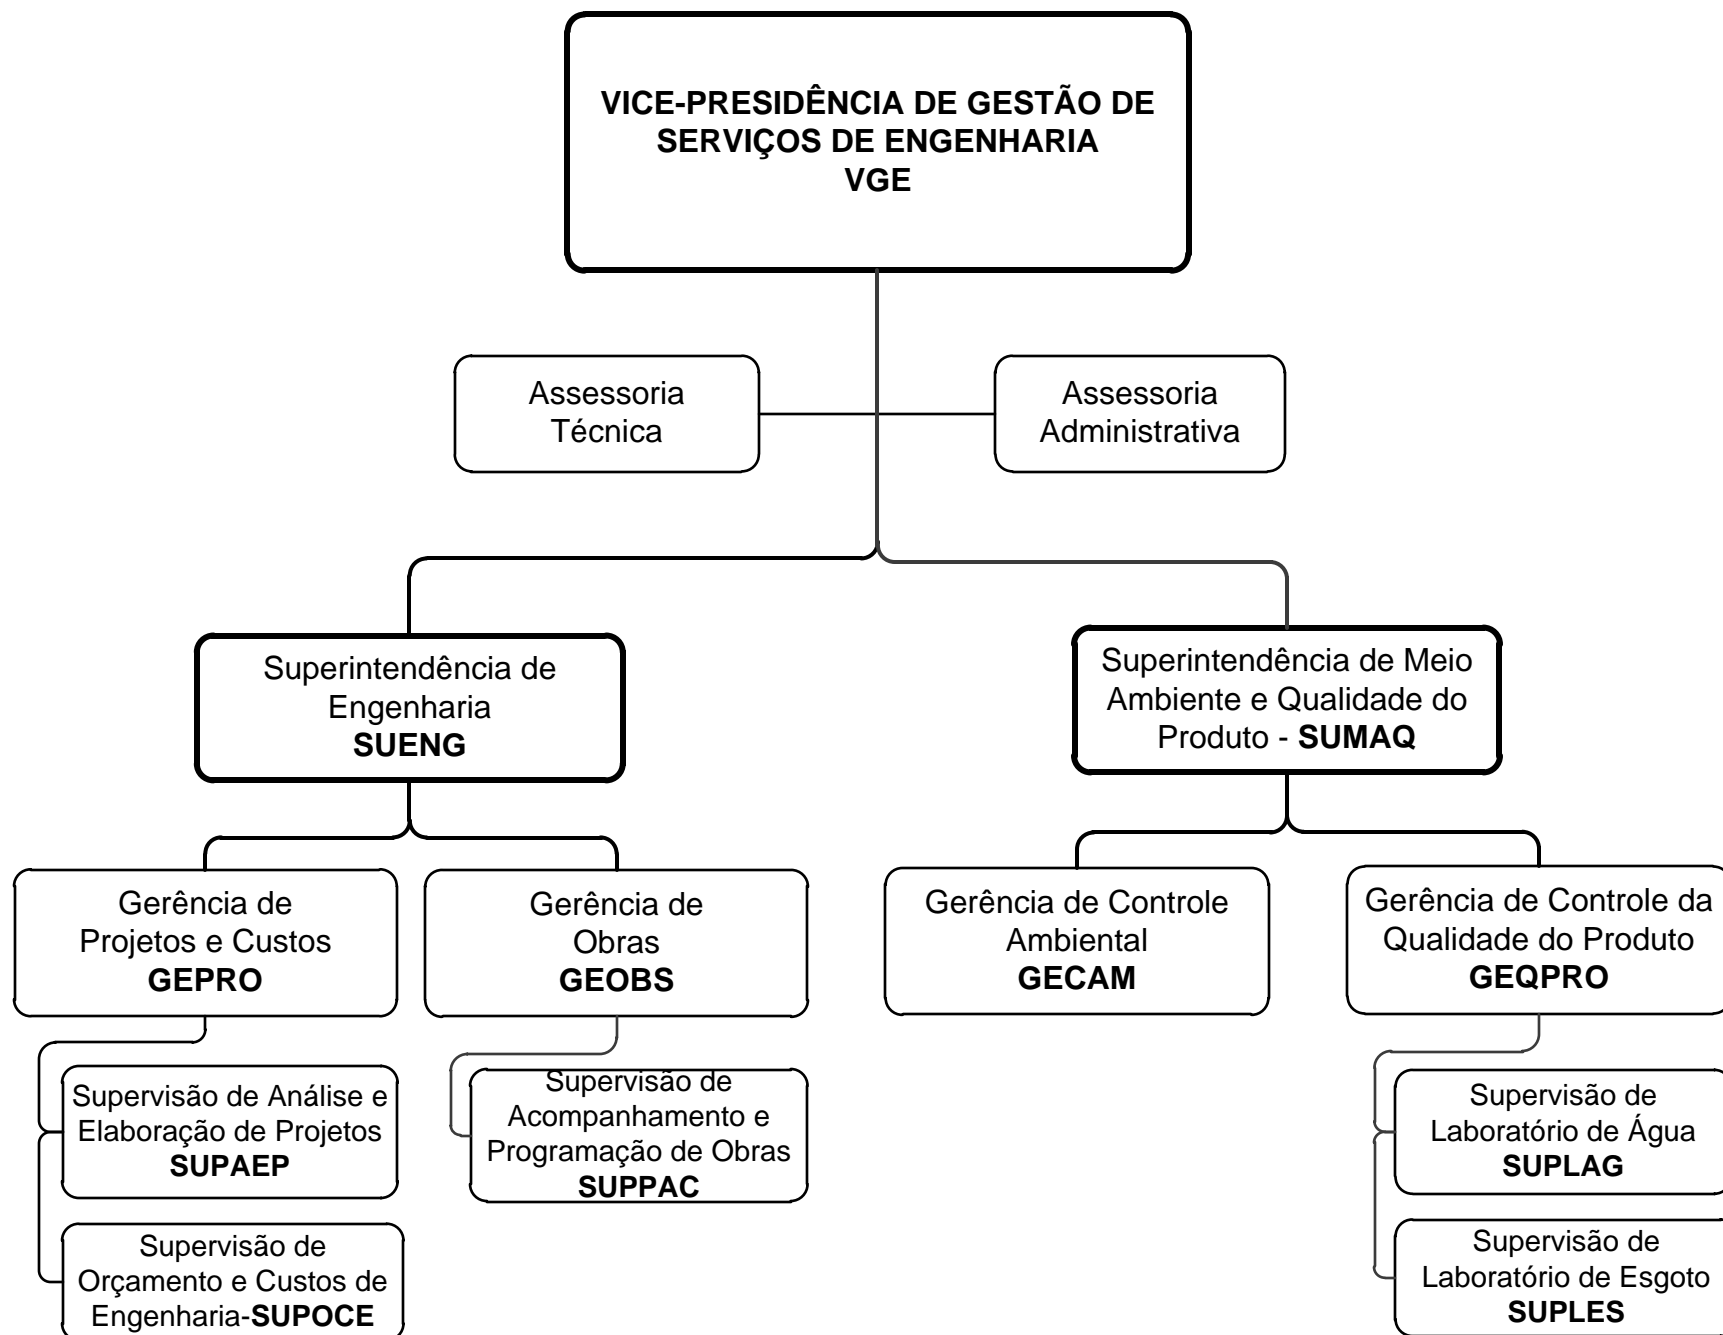 VICE-PRESIDÊNCIA DE GESTÃO DE
SERVIÇOS DE ENGENHARIA
VGE
Assessoria
Técnica
Assessoria
Administrativa
Superintendência de
Engenharia
SUENG
Superintendência de Meio
Ambiente e Qualidade do
Produto - SUMAQ
Gerência de
Projetos e Custos
GEPRO
Gerência de
Obras
GEOBS
Gerência de Controle
Ambiental
GECAM
Gerência de Controle da
Qualidade do Produto
GEQPRO
Supervisão de Análise e
Elaboração de Projetos
SUPAEP
Supervisão de
Acompanhamento e
Programação de Obras
SUPPAC
Supervisão de
Laboratório de Água
SUPLAG
Supervisão de
Orçamento e Custos de
Engenharia-SUPOCE
Supervisão de
Laboratório de Esgoto
SUPLES